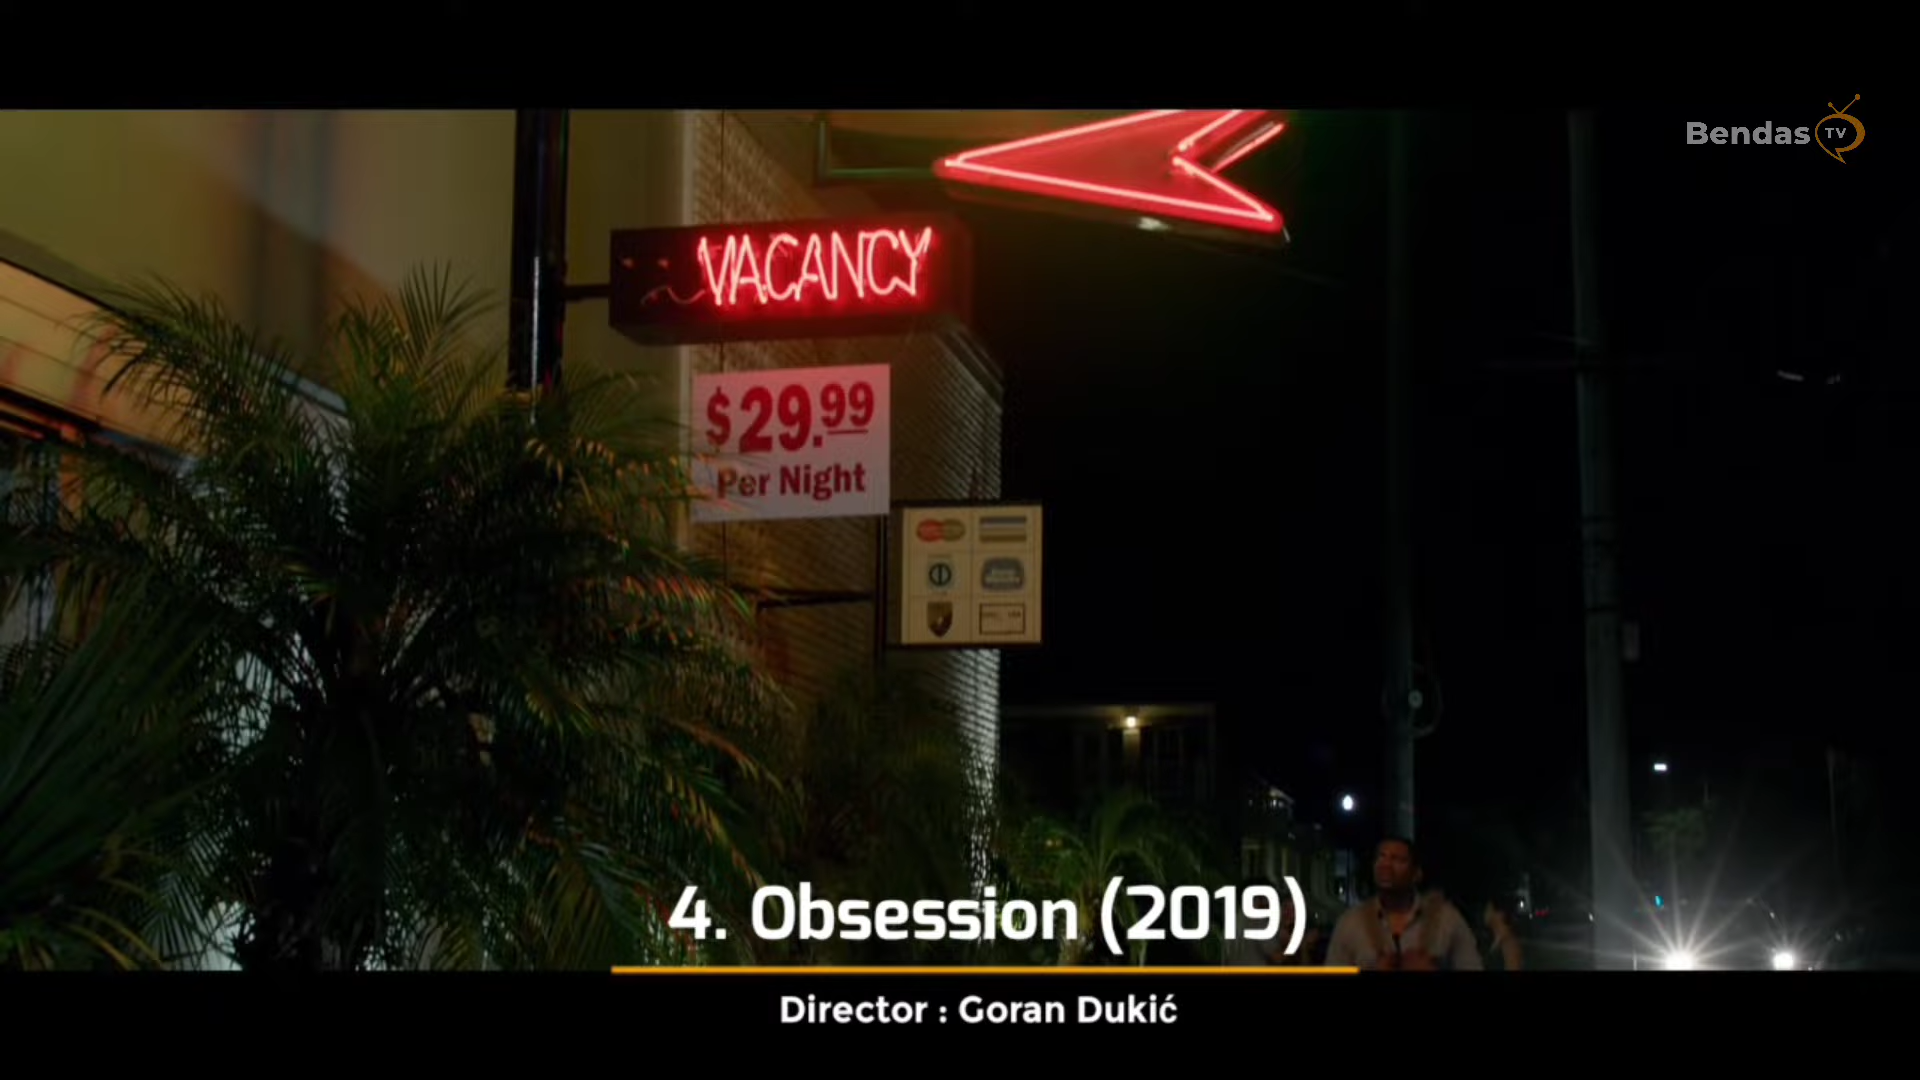 Bendas TV
VACANCY
$29.99
Per Night
4. Obsession (2019)
Director : Goran Dukić